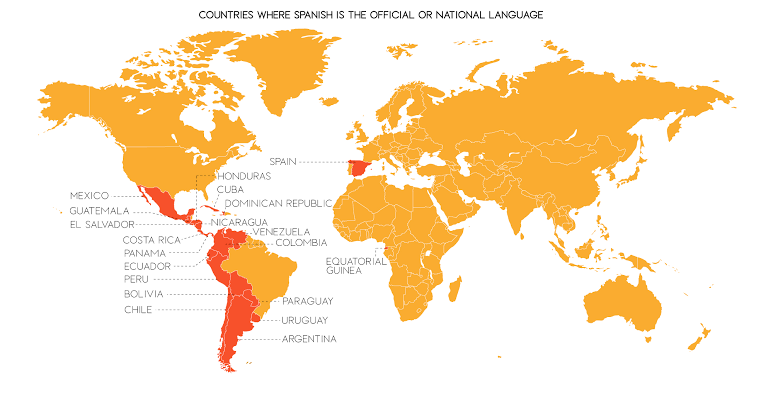 COUNTRIES WHERE SPANISH IS THE OFFICIAL OR NATIONAL LANGUAGE
SPAIN
HONDURAS
CUBA
MEXICO
DOMINICAN REPUBLIC
GUATEMALA
EL SALVADOR
NICARAGUA
VENEZUELA
COSTA RICA
COLOMBIA
PANAMA
EQUATORIAL
GUINEA
ECUADOR
PERU
BOLIVIA
PARAGUAY
CHILE
URUGUAY
ARGENTINA